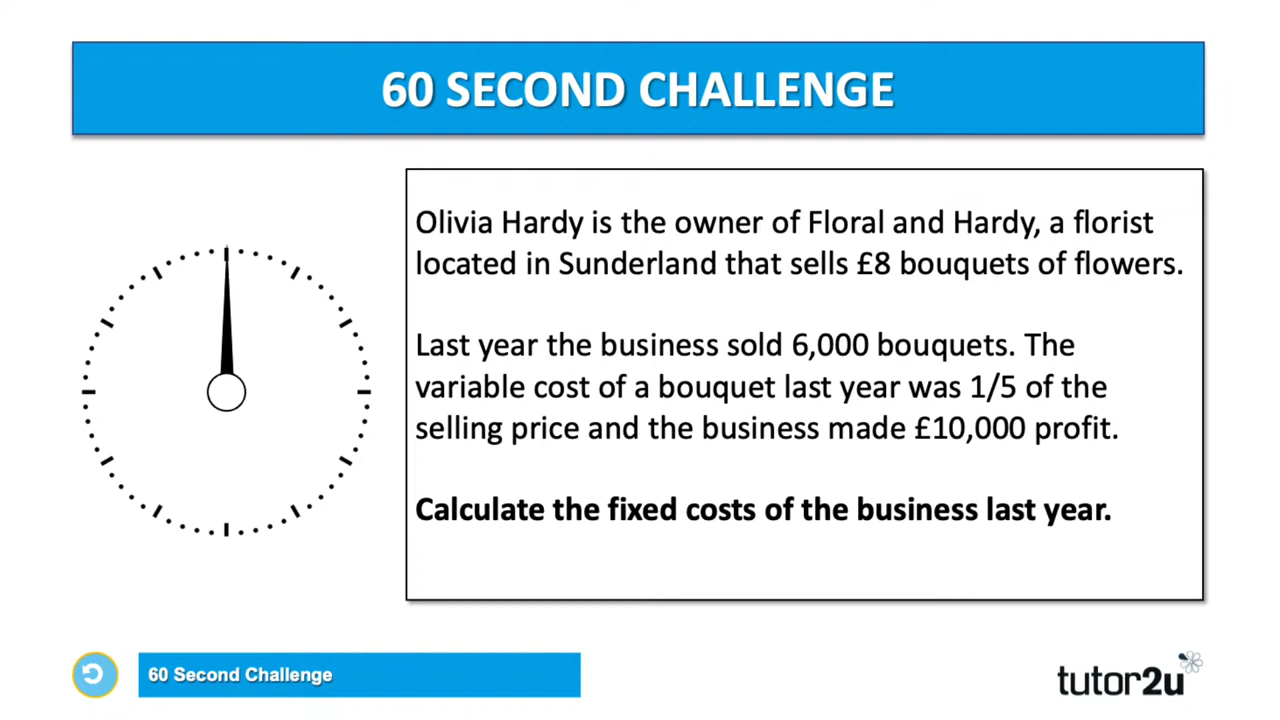 60 SECOND CHALLENGE
Olivia Hardy is the owner of Floral and Hardy, a florist
located in Sunderland that sells £8 bouquets of flowers.
Last year the business sold 6,000 bouquets. The
variable cost of a bouquet last year was 1/5 of the
selling price and the business made £10,000 profit.
Calculate the fixed costs of the business last year.
60 Second Challenge
tutor2u